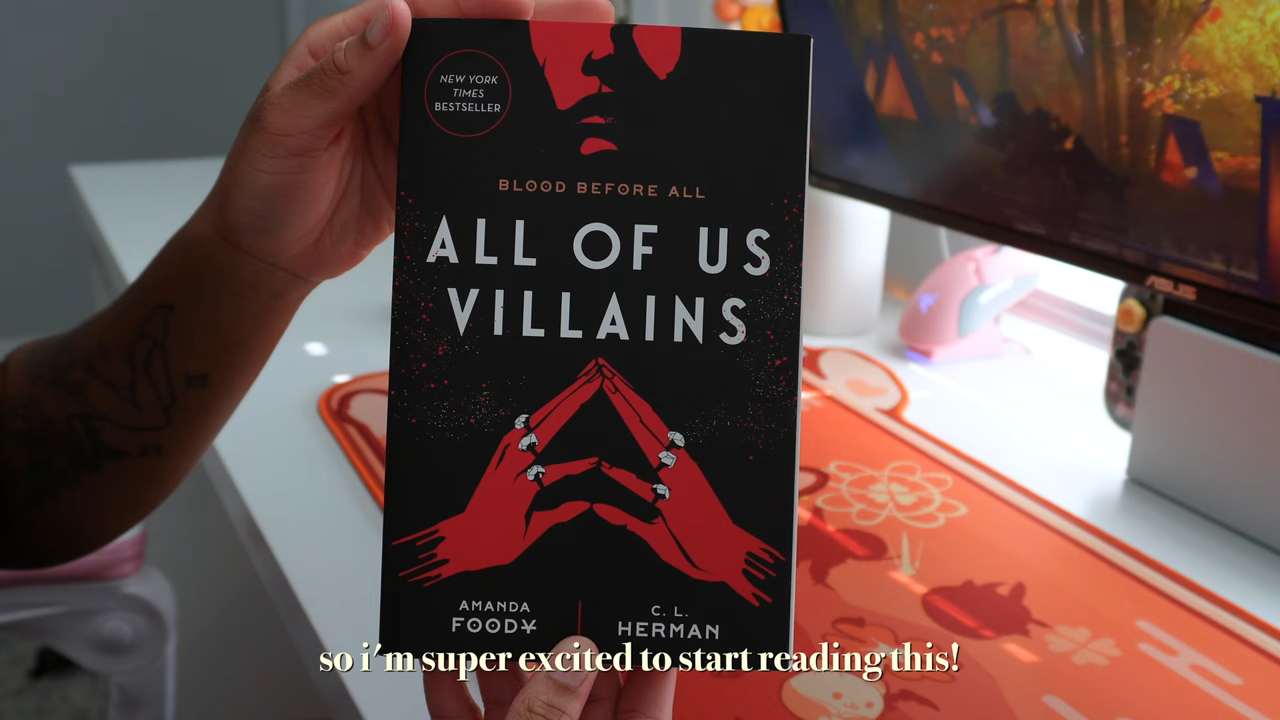 NEW YORK
TIMES
BESTSELLER
BLOOD BEFORE ALL
ALL OF US
VILLAINS
AMANDA
FOODY
C. L.
HERMAN
ASUS
so i'm super excited to start reading this!